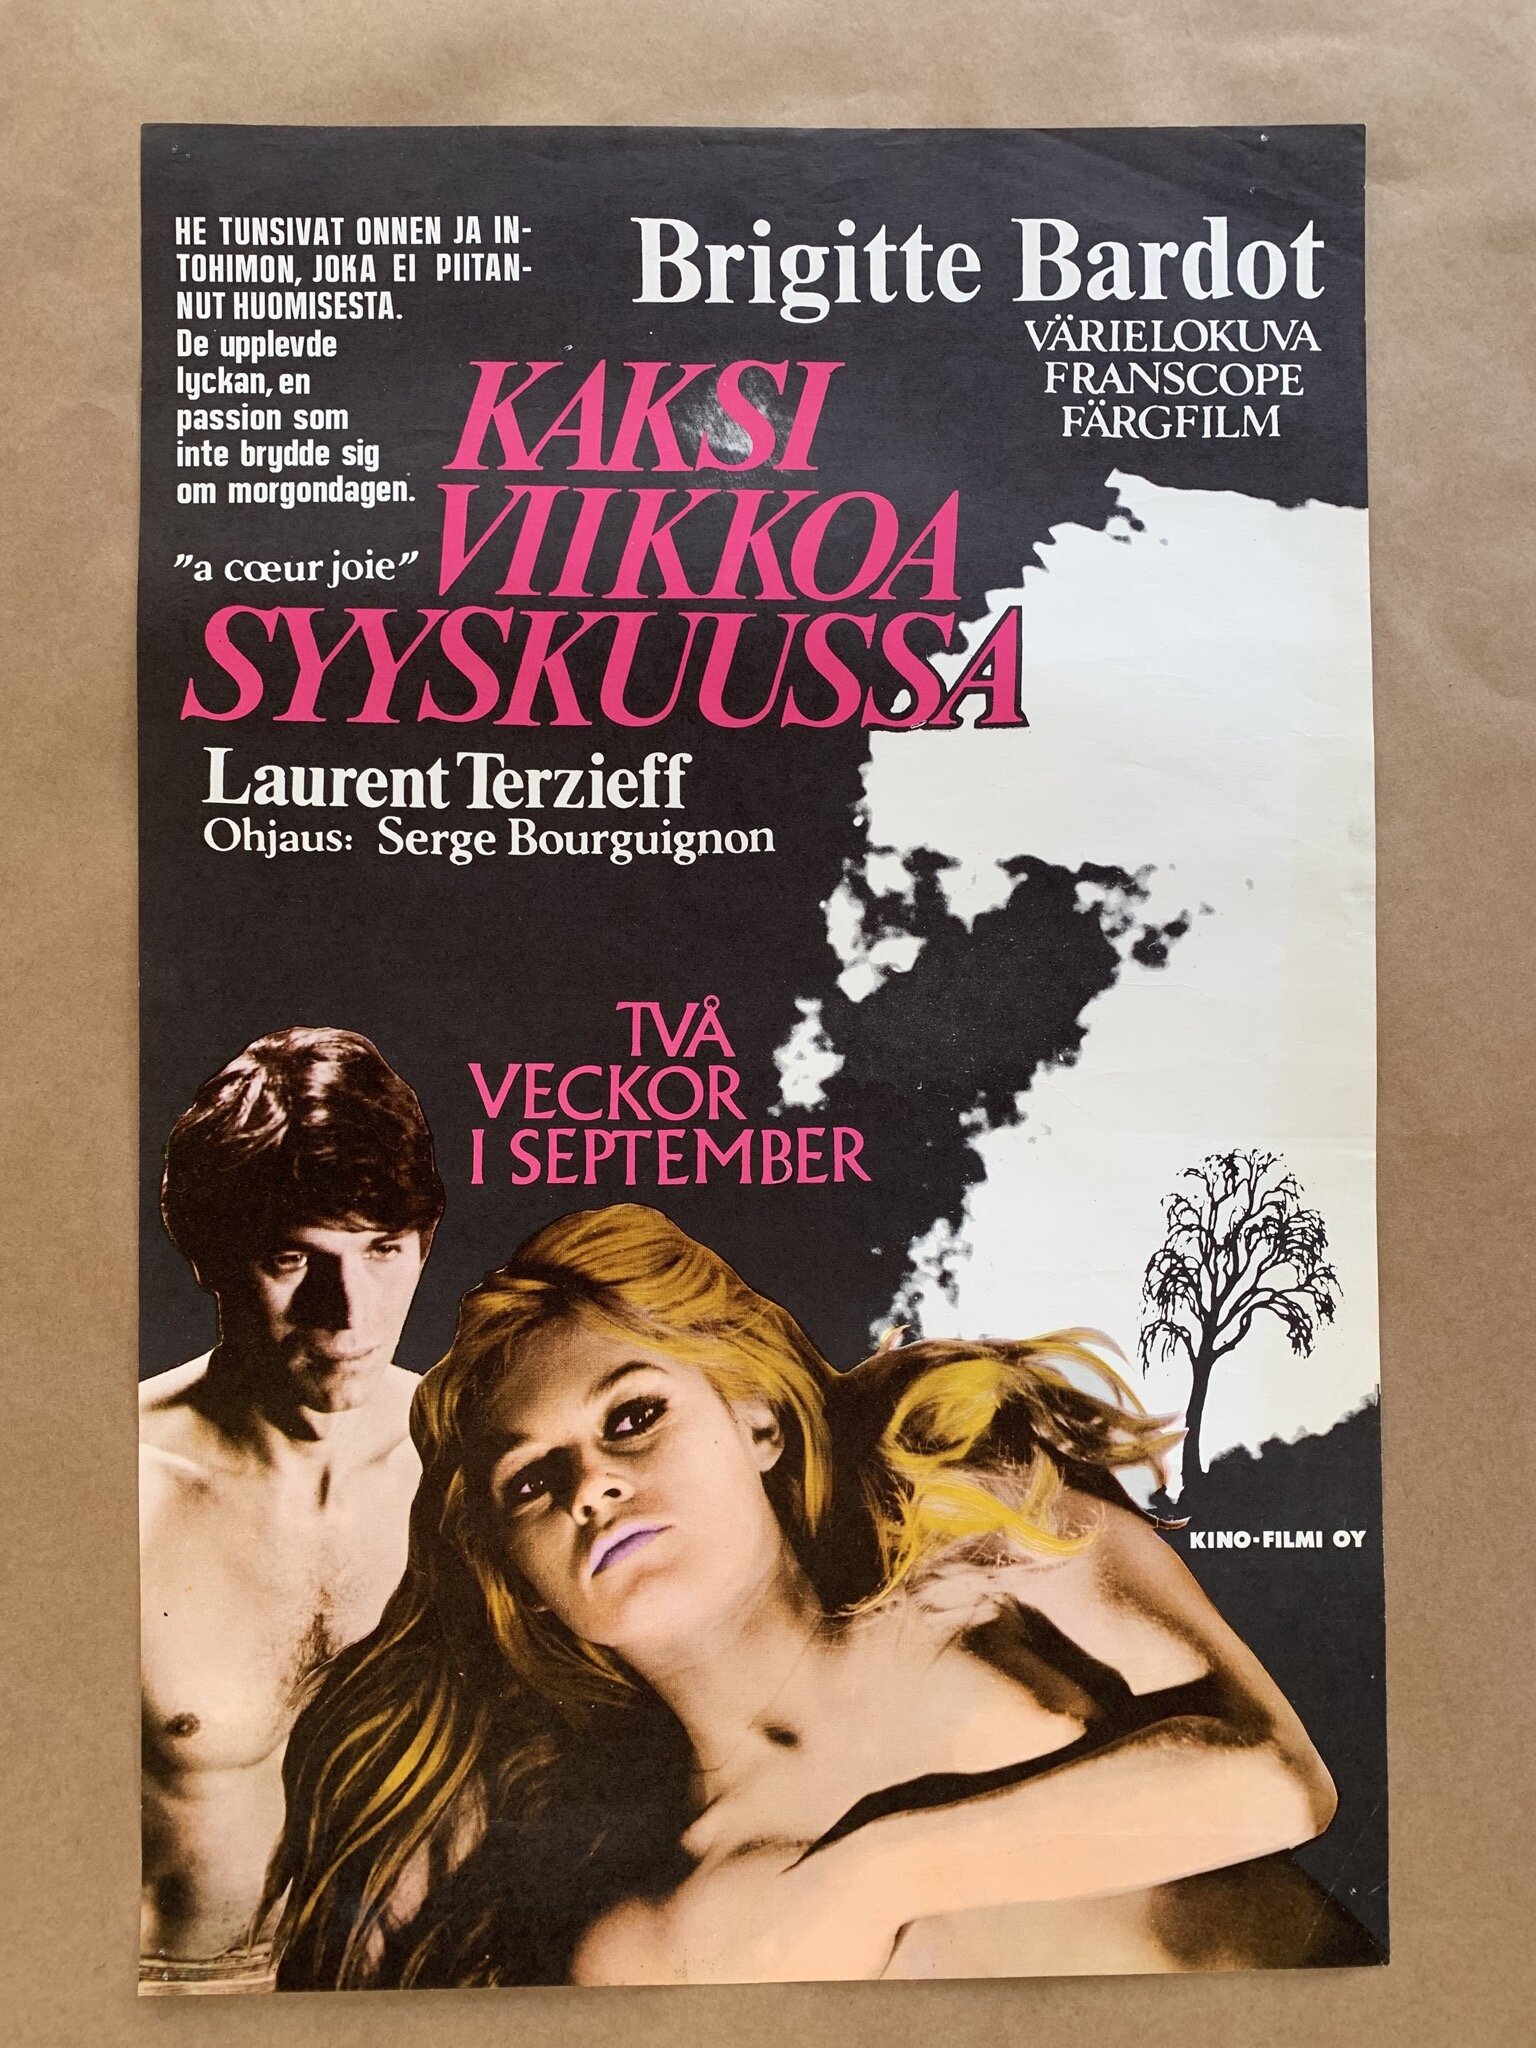 HE TUNSIVAT ONNEN JA IN-
TOHIMON, JOKA EI PIITAN-
NUT HUOMISESTA.
De upplevde
lyckan, en
passion som
inte brydde sig
om morgondagen.
Brigitte Bardot
VÄRIELOKUVA
FRANSCOPE
FÄRGFILM
KAKSI
VIIKKOA
"a cœur joie"
SYYSKUUSSA
Laurent Terzieff
Ohjaus: Serge Bourguignon
TVÅ
VECKOR
I SEPTEMBER
KINO-FILMI OY